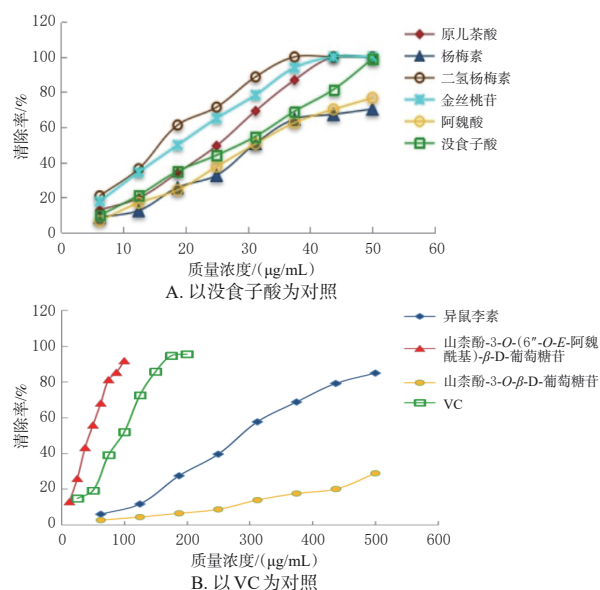 120
100
80
60
40
20
0
清除率/%
0 10 20 30 40 50 60
质量浓度/(μg/mL)
原儿茶酸
杨梅素
二氢杨梅素
金丝桃苷
阿魏酸
没食子酸
A. 以没食子酸为对照
120
100
80
60
40
20
0
清除率/%
0 100 200 300 400 500 600
质量浓度/(μg/mL)
异鼠李素
山柰酚-3-O-(6″-O-E-阿魏
酰基)-β-D-葡萄糖苷
山柰酚-3-O-β-D-葡萄糖苷
VC
B. 以VC为对照